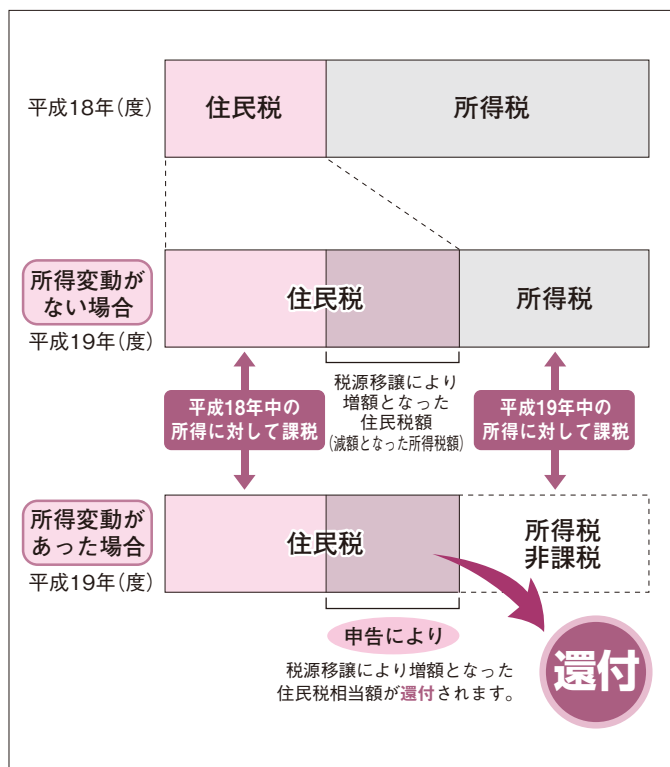 平成18年(度)
住民税
所得税
所得変動が
ない場合
平成19年(度)
住民税
所得税
平成18年中の
所得に対して課税
税源移譲により
増額となった
住民税額
(減額となった所得税額)
平成19年中の
所得に対して課税
所得変動が
あった場合
平成19年(度)
住民税
所得税
非課税
申告により
税源移譲により増額となった
住民税相当額が還付されます。
還付